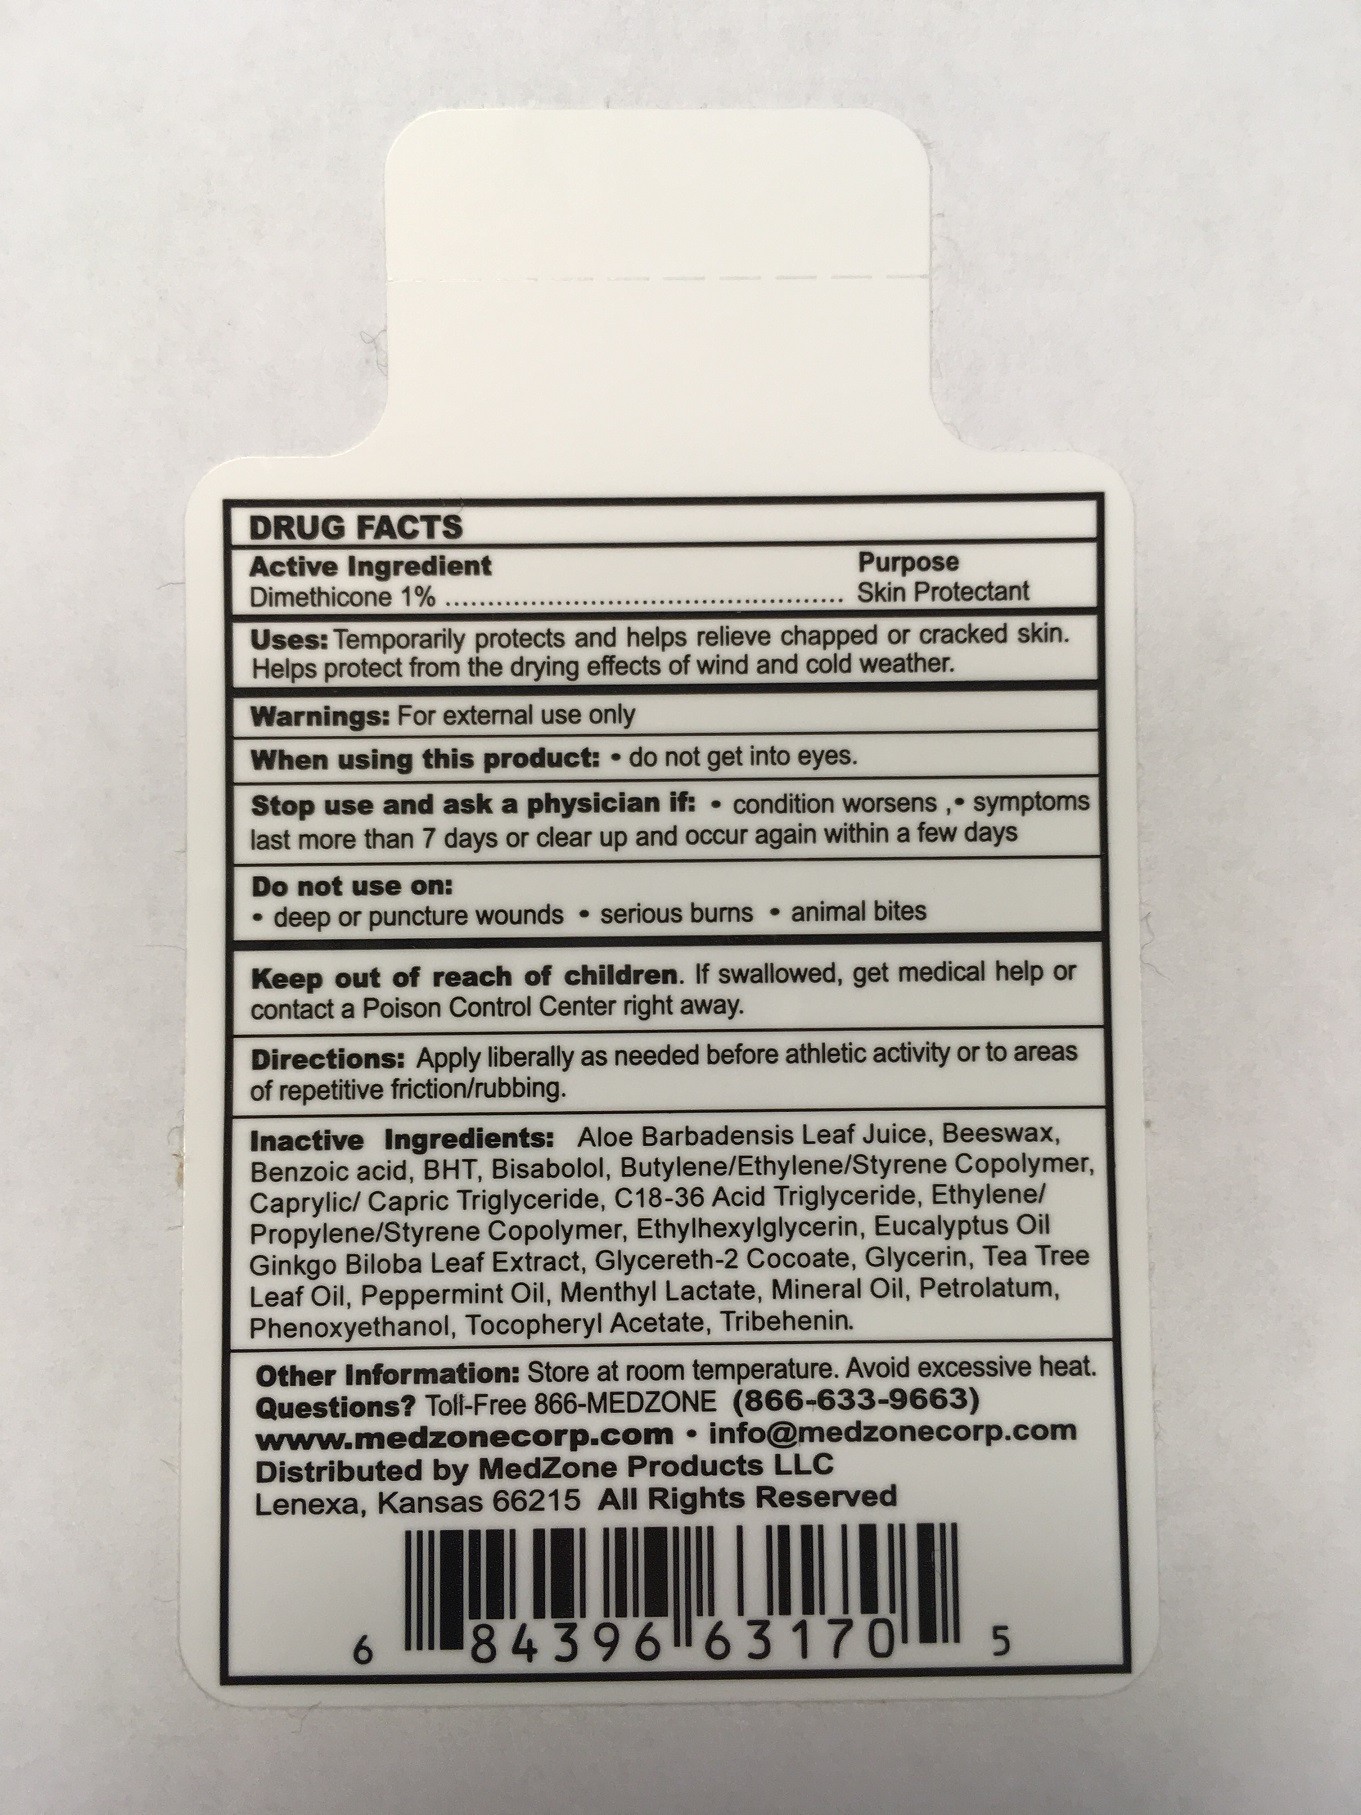 DRUG FACTS
Active Ingredient Purpose
Dimethicone 1% ................................................ Skin Protectant
Uses: Temporarily protects and helps relieve chapped or cracked skin.
Helps protect from the drying effects of wind and cold weather.
Warnings: For external use only
When using this product: • do not get into eyes.
Stop use and ask a physician if: • condition worsens ,• symptoms
last more than 7 days or clear up and occur again within a few days
Do not use on:
• deep or puncture wounds • serious burns • animal bites
Keep out of reach of children. If swallowed, get medical help or
contact a Poison Control Center right away.
Directions: Apply liberally as needed before athletic activity or to areas
of repetitive friction/rubbing.
Inactive Ingredients: Aloe Barbadensis Leaf Juice, Beeswax,
Benzoic acid, BHT, Bisabolol, Butylene/Ethylene/Styrene Copolymer,
Caprylic/ Capric Triglyceride, C18-36 Acid Triglyceride, Ethylene/
Propylene/Styrene Copolymer, Ethylhexylglycerin, Eucalyptus Oil
Ginkgo Biloba Leaf Extract, Glycereth-2 Cocoate, Glycerin, Tea Tree
Leaf Oil, Peppermint Oil, Menthyl Lactate, Mineral Oil, Petrolatum,
Phenoxyethanol, Tocopheryl Acetate, Tribehenin.
Other Information: Store at room temperature. Avoid excessive heat.
Questions? Toll-Free 866-MEDZONE (866-633-9663)
www.medzonecorp.com • info@medzonecorp.com
Distributed by MedZone Products LLC
Lenexa, Kansas 66215 All Rights Reserved
6 84396 63170 5